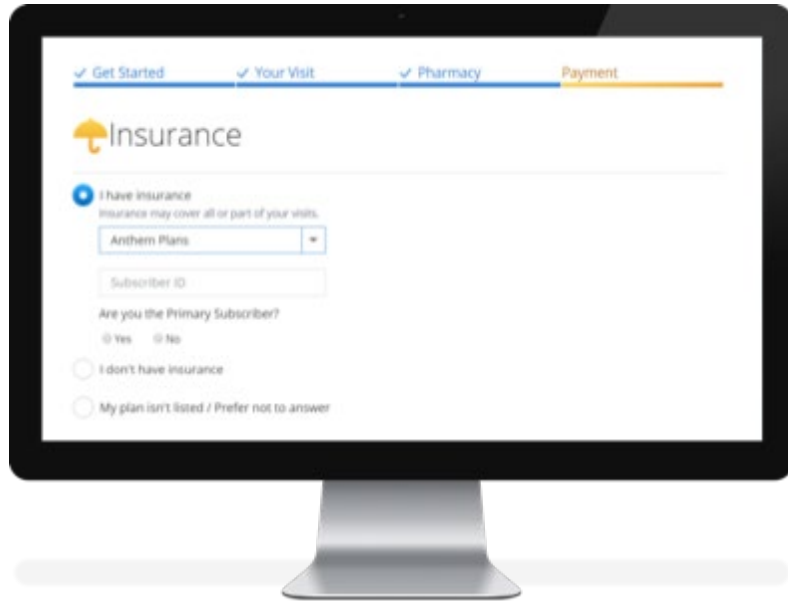 ✓ Get Started ✓ Your Visit ✓ Pharmacy Payment
Insurance
I have insurance
Insurance may cover all or part of your visits.
Anthem Plans
Subscriber ID
Are you the Primary Subscriber?
Yes No
I don't have insurance
My plan isn't listed / Prefer not to answer